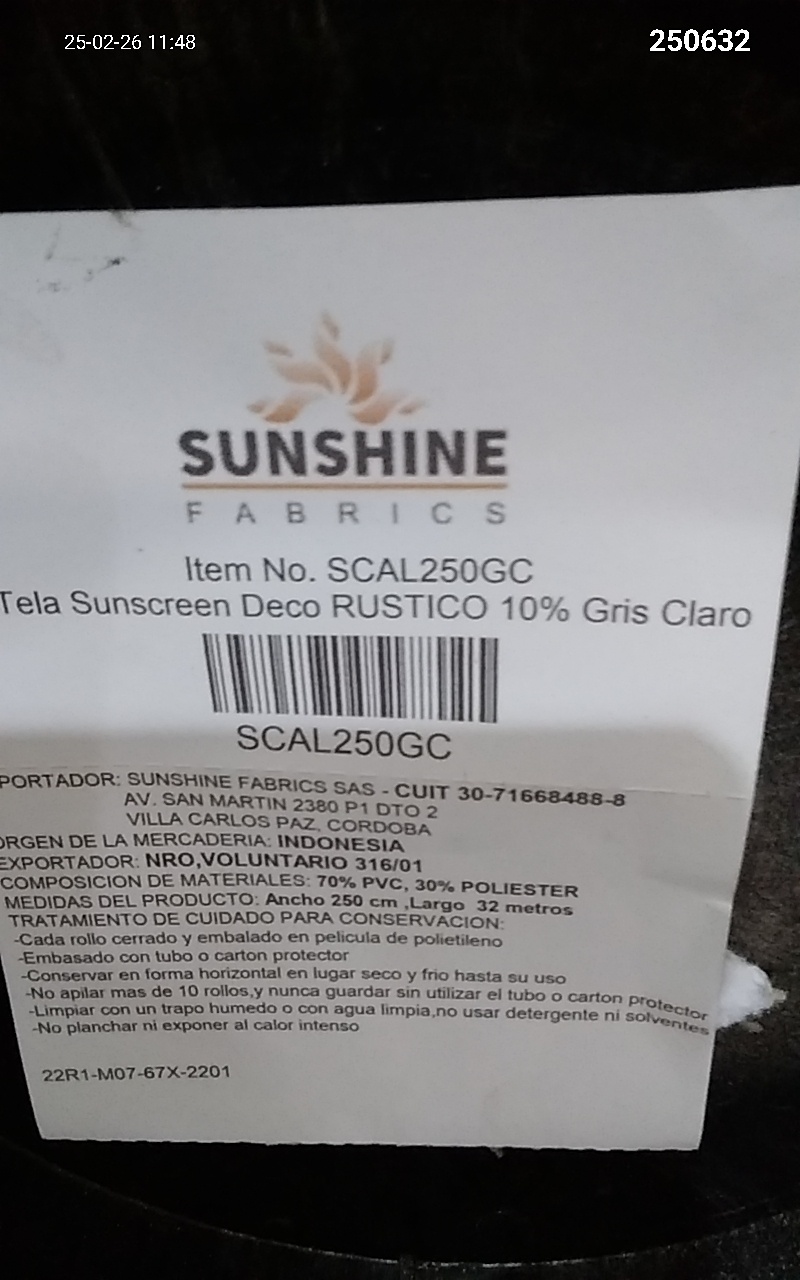 25-02-26 11:48
250632
SUNSHINE
FABRICS
Item No. SCAL250GC
Tela Sunscreen Deco RUSTICO 10% Gris Claro
SCAL250GC
PORTADOR: SUNSHINE FABRICS SAS - CUIT 30-71668488-8
AV. SAN MARTIN 2380 P1 DTO 2
VILLA CARLOS PAZ, CORDOBA
ORGEN DE LA MERCADERIA: INDONESIA
EXPORTADOR: NRO,VOLUNTARIO 316/01
COMPOSICION DE MATERIALES: 70% PVC, 30% POLIESTER
MEDIDAS DEL PRODUCTO: Ancho 250 cm ,Largo 32 metros
TRATAMIENTO DE CUIDADO PARA CONSERVACION:
-Cada rollo cerrado y embalado en pelicula de polietileno
-Embasado con tubo o carton protector
-Conservar en forma horizontal en lugar seco y frio hasta su uso
-No apilar mas de 10 rollos,y nunca guardar sin utilizar el tubo o carton protector
-Limpiar con un trapo humedo o con agua limpia,no usar detergente ni solventes
-No planchar ni exponer al calor intenso
22R1-M07-67X-2201